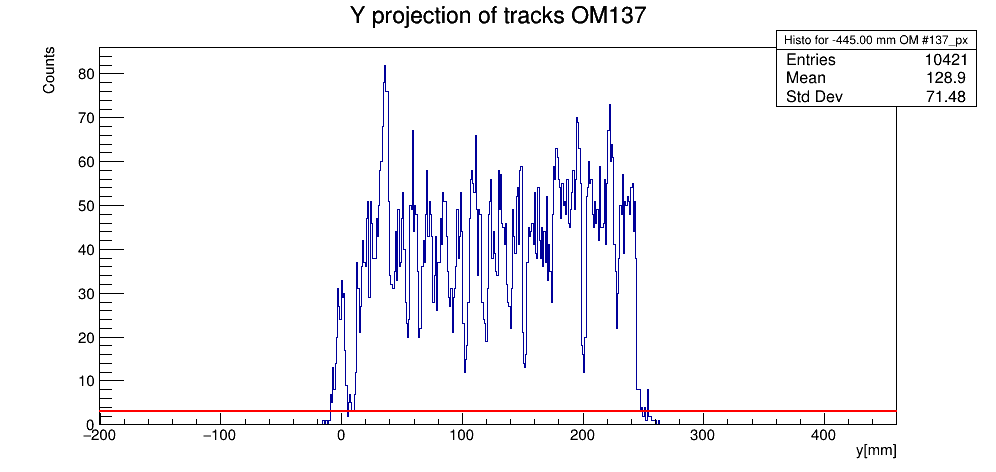 Y projection of tracks OM137
Histo for -445.00 mm OM #137_px
Entries 10421
Mean 128.9
Std Dev 71.48
Counts
80
70
60
50
40
30
20
10
0
−200 −100 0 100 200 300 400
y[mm]